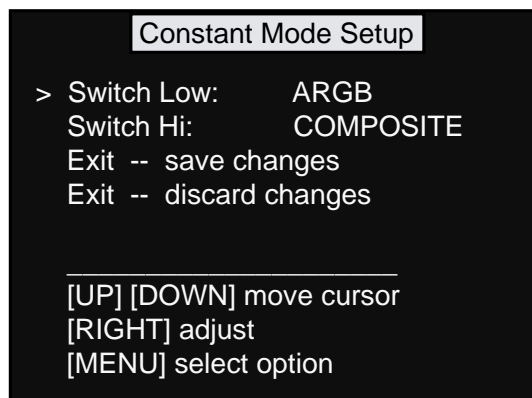 Constant Mode Setup
> Switch Low: ARGB
Switch Hi: COMPOSITE
Exit -- save changes
Exit -- discard changes
_____________________
[UP] [DOWN] move cursor
[RIGHT] adjust
[MENU] select option